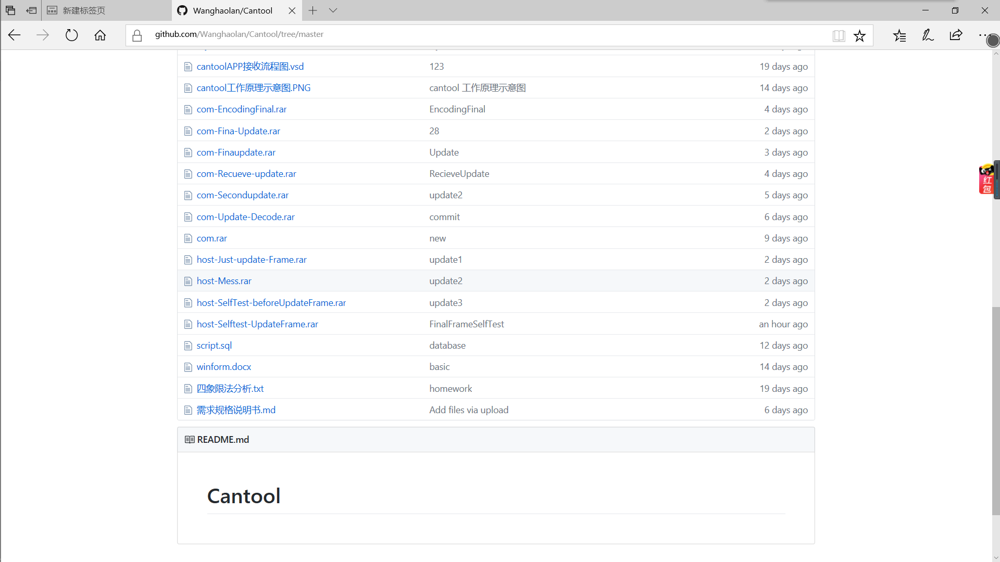 新建标签页
Wanghaolan/Cantool
github.com/Wanghaolan/Cantool/tree/master
cantoolAPP接收流程图.vsd 123 19 days ago
cantool工作原理示意图.PNG cantool 工作原理示意图 14 days ago
com-EncodingFinal.rar EncodingFinal 4 days ago
com-Fina-Update.rar 28 2 days ago
com-Finaupdate.rar Update 3 days ago
com-Recueve-update.rar RecieveUpdate 4 days ago
com-Secondupdate.rar update2 5 days ago
com-Update-Decode.rar commit 6 days ago
com.rar new 9 days ago
host-Just-update-Frame.rar update1 2 days ago
host-Mess.rar update2 2 days ago
host-SelfTest-beforeUpdateFrame.rar update3 2 days ago
host-Selftest-UpdateFrame.rar FinalFrameSelfTest an hour ago
script.sql database 12 days ago
winform.docx basic 14 days ago
四象限法分析.txt homework 19 days ago
需求规格说明书.md Add files via upload 6 days ago
README.md
Cantool
红
包